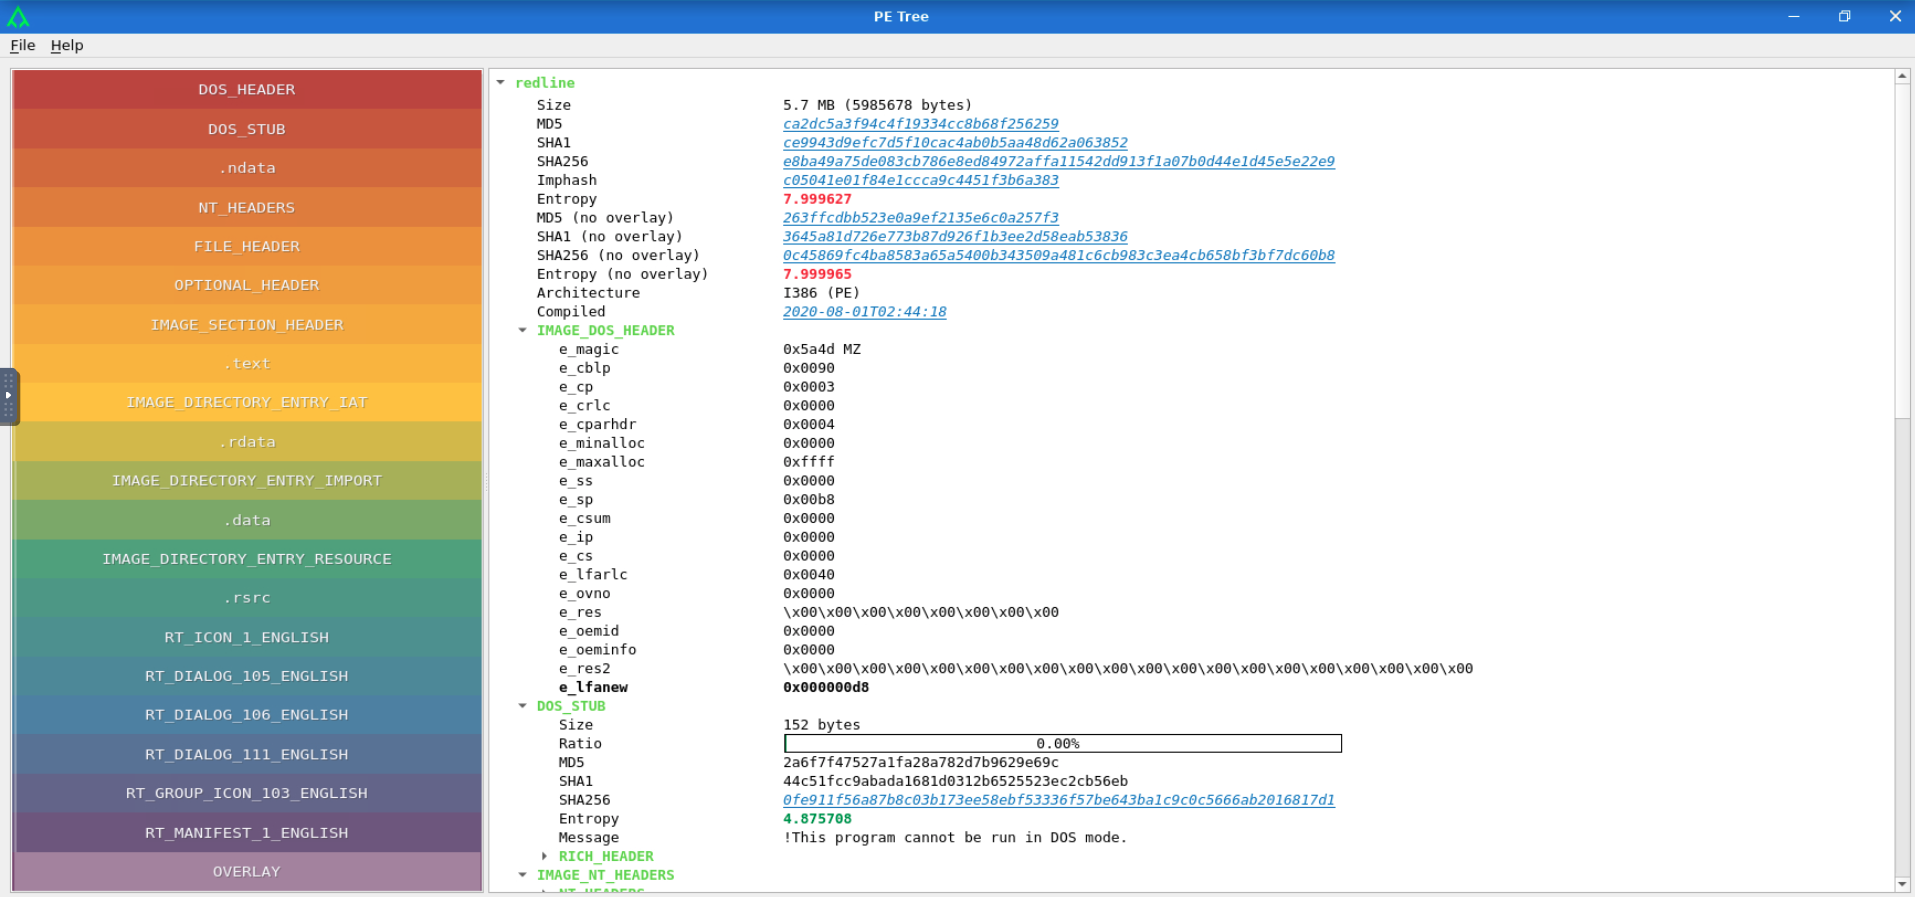 PE Tree
File Help
DOS_HEADER
DOS_STUB
.ndata
NT_HEADERS
FILE_HEADER
OPTIONAL_HEADER
IMAGE_SECTION_HEADER
.text
IMAGE_DIRECTORY_ENTRY_IAT
.rdata
IMAGE_DIRECTORY_ENTRY_IMPORT
.data
IMAGE_DIRECTORY_ENTRY_RESOURCE
.rsrc
RT_ICON_1_ENGLISH
RT_DIALOG_105_ENGLISH
RT_DIALOG_106_ENGLISH
RT_DIALOG_111_ENGLISH
RT_GROUP_ICON_103_ENGLISH
RT_MANIFEST_1_ENGLISH
OVERLAY
redline
Size 5.7 MB (5985678 bytes)
MD5 ca2dc5a3f94c4f19334cc8b68f256259
SHA1 ce9943d9efc7d5f10cac4ab0b5aa48d62a063852
SHA256 e8ba49a75de083cb786e8ed84972affa11542dd913f1a07b0d44e1d45e5e22e9
Imphash c05041e01f84e1ccca9c4451f3b6a383
Entropy 7.999627
MD5 (no overlay) 263ffcdbb523e0a9ef2135e6c0a257f3
SHA1 (no overlay) 3645a81d726e773b87d926f1b3ee2d58eab53836
SHA256 (no overlay) 0c45869fc4ba8583a65a5400b343509a481c6cb983c3ea4cb658bf3bf7dc60b8
Entropy (no overlay) 7.999965
Architecture I386 (PE)
Compiled 2020-08-01T02:44:18
IMAGE_DOS_HEADER
e_magic 0x5a4d MZ
e_cblp 0x0090
e_cp 0x0003
e_crlc 0x0000
e_cparhdr 0x0004
e_minalloc 0x0000
e_maxalloc 0xffff
e_ss 0x0000
e_sp 0x00b8
e_csum 0x0000
e_ip 0x0000
e_cs 0x0000
e_lfarlc 0x0040
e_ovno 0x0000
e_res \x00\x00\x00\x00\x00\x00\x00\x00
e_oemid 0x0000
e_oeminfo 0x0000
e_res2 \x00\x00\x00\x00\x00\x00\x00\x00\x00\x00\x00\x00\x00\x00\x00\x00\x00\x00\x00\x00
e_lfanew 0x000000d8
DOS_STUB
Size 152 bytes
Ratio 0.00%
MD5 2a6f7f47527a1fa28a782d7b9629e69c
SHA1 44c51fcc9abada1681d0312b6525523ec2cb56eb
SHA256 0fe911f56a87b8c03b173ee58ebf53336f57be643ba1c9c0c5666ab2016817d1
Entropy 4.875708
Message !This program cannot be run in DOS mode.
RICH_HEADER
IMAGE_NT_HEADERS
NT_HEADERS